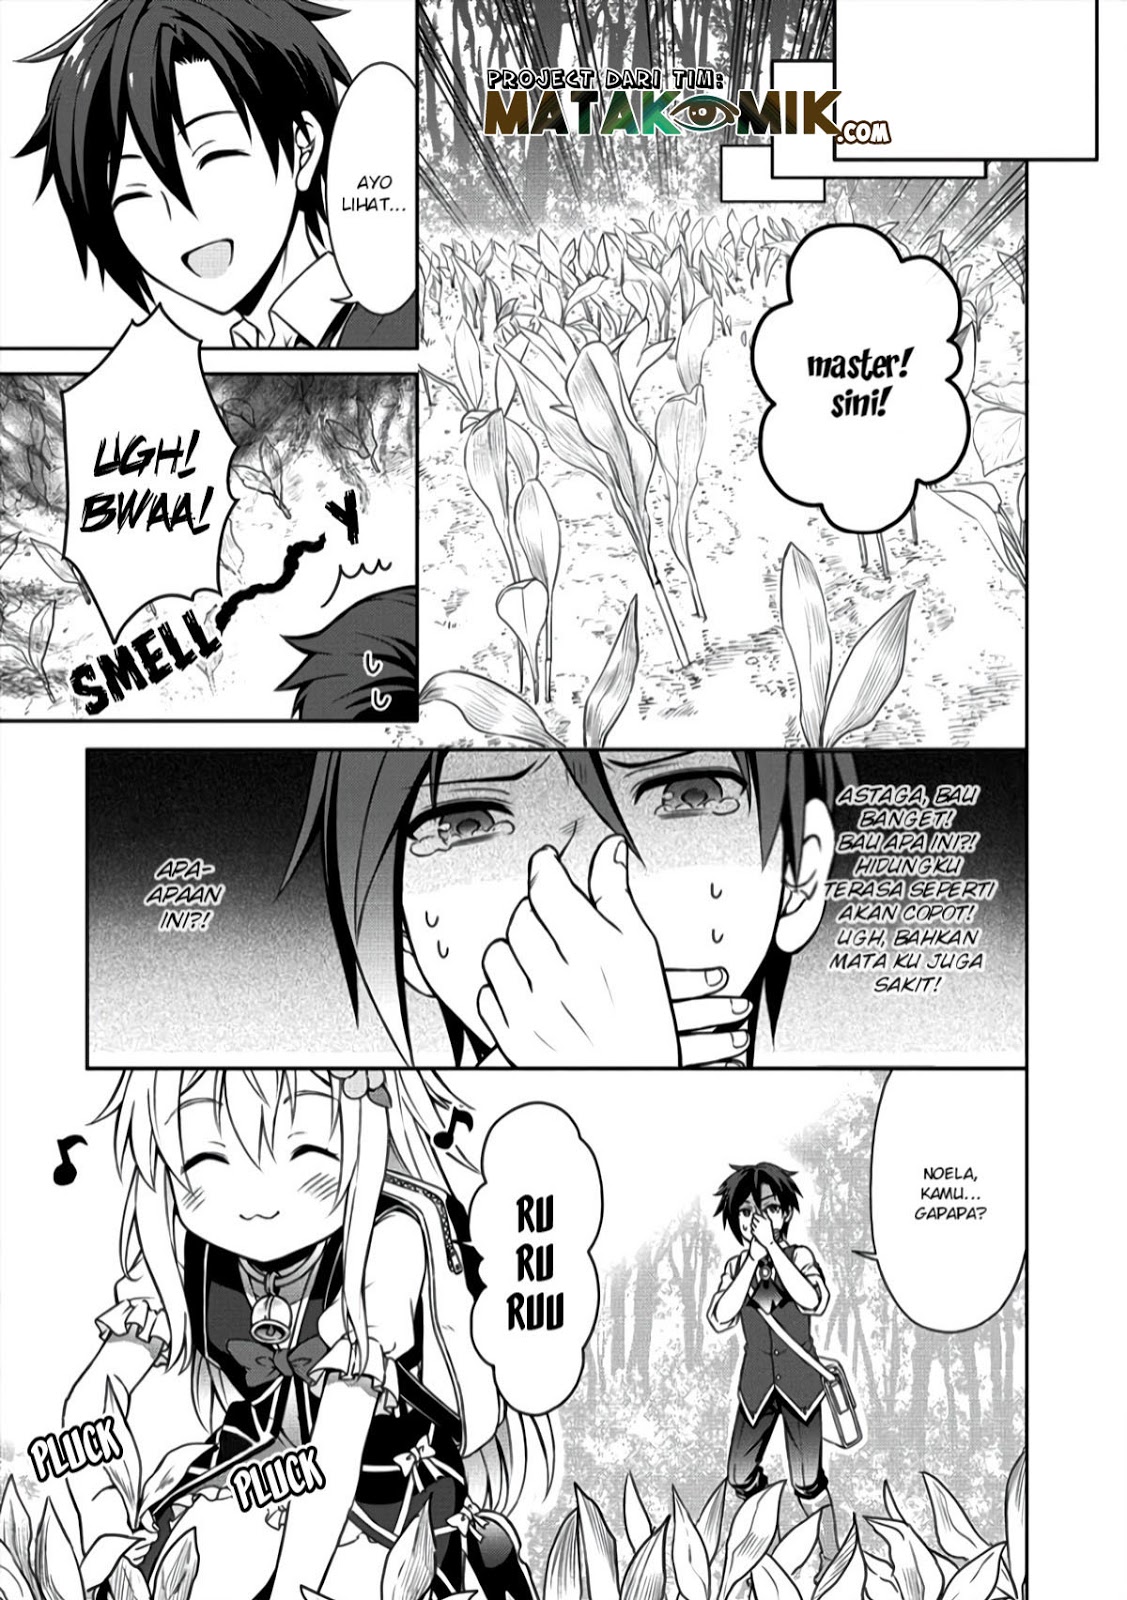 PROJECT DARI TIM:
MATAKOMIK.COM
master!
sini!
AYO
LIHAT...
UGH!
BWAA!
SMELL
Y
ASTAGA, BAU
BANGET!
BAU APA INI?!
HIDUNGKU
TERASA SEPERTI
AKAN COPOT!
UGH, BAHKAN
MATA KU JUGA
SAKIT!
APA-
APAAN
INI?!
NOELA,
KAMU...
GAPAPA?
RU
RU
RUU
PLUCK
PLUCK